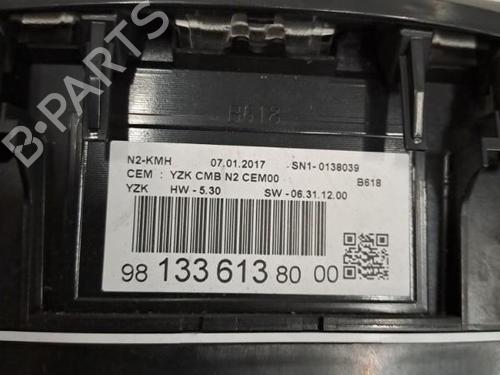 B618
N2-KMH 07.01.2017 SN1-0138039
CEM : YZK CMB N2 CEM00 B618
YZK HW - 5.30 SW - 06.31.12.00
98 133 613 80 00
B-PARTS